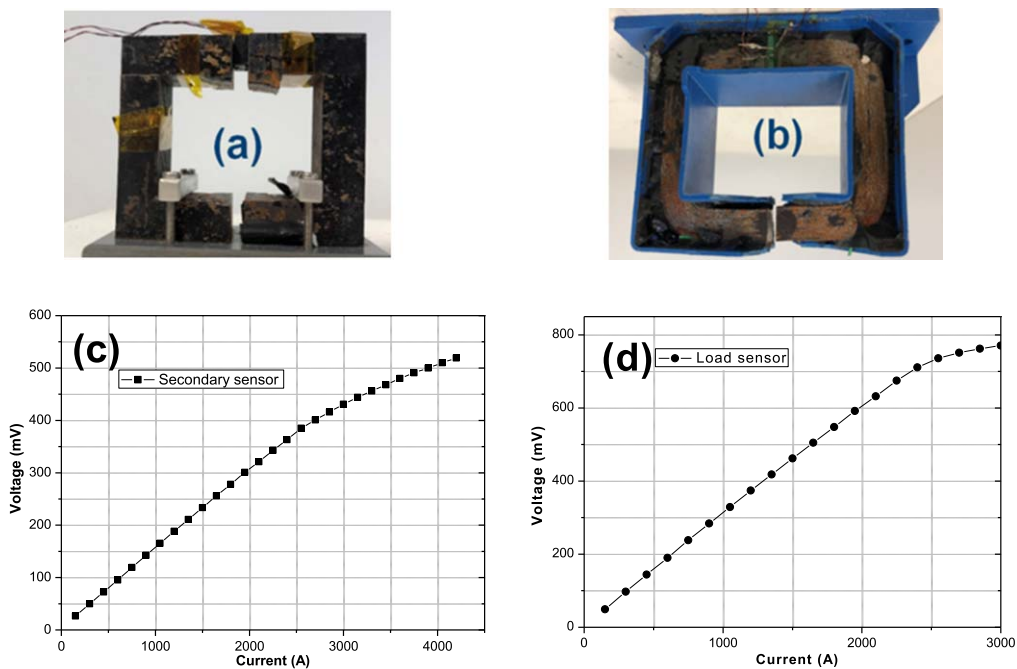 (a)
(b)
(c)
Secondary sensor
Voltage (mV)
600
500
400
300
200
100
0
0 1000 2000 3000 4000
Current (A)
(d)
Load sensor
Voltage (mV)
800
600
400
200
0
0 1000 2000 3000
Current (A)